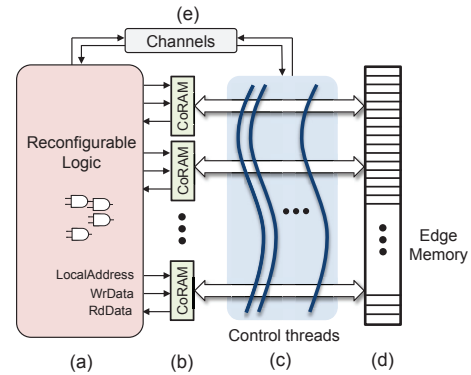 (e)
Channels
Reconfigurable
Logic
CoRAM
CoRAM
CoRAM
LocalAddress
WrData
RdData
Edge
Memory
Control threads
(a)
(b)
(c)
(d)